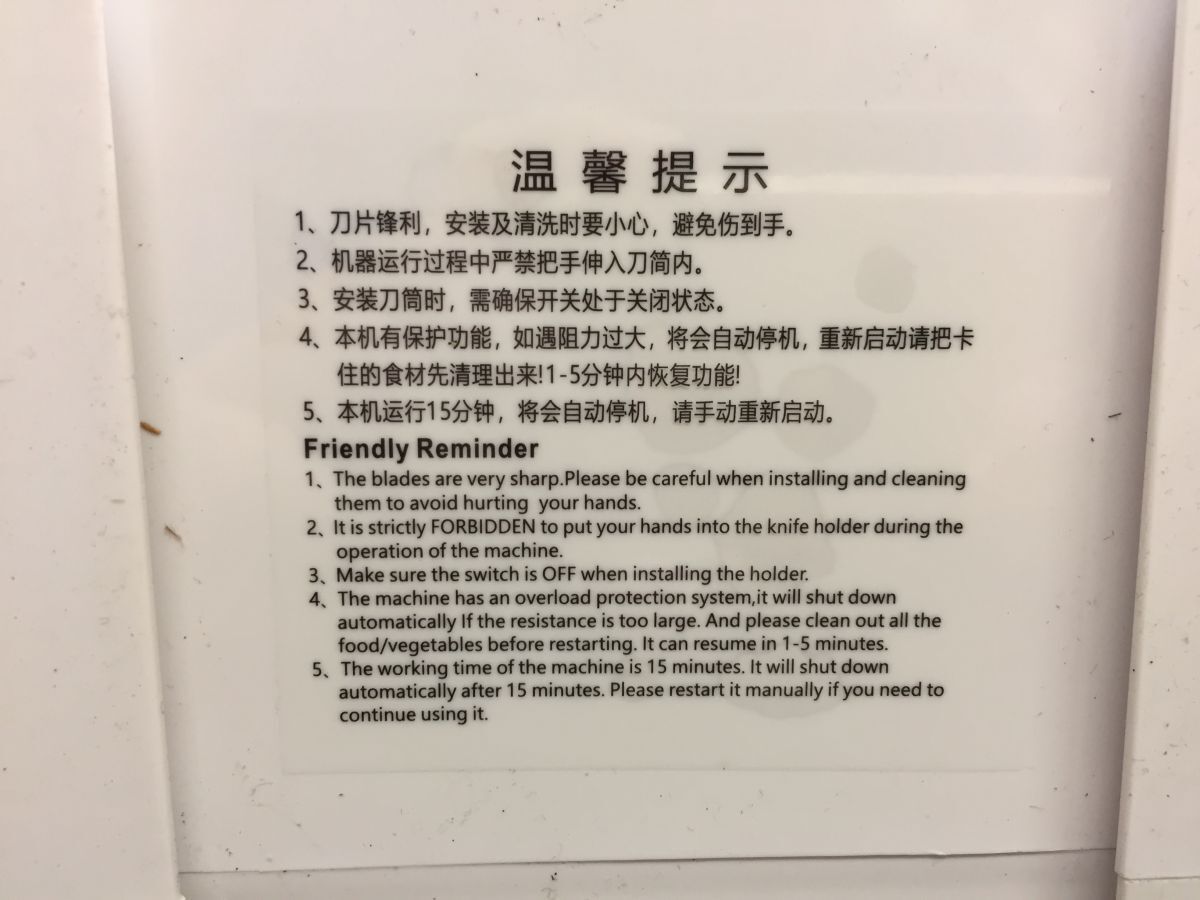 温馨提示
1、刀片锋利，安装及清洗时要小心，避免伤到手。
2、机器运行过程中严禁把手伸入刀简内。
3、安装刀筒时，需确保开关处于关闭状态。
4、本机有保护功能，如遇阻力过大，将会自动停机，重新启动请把卡
住的食材先清理出来!1-5分钟内恢复功能!
5、本机运行15分钟，将会自动停机，请手动重新启动。
Friendly Reminder
1、The blades are very sharp.Please be careful when installing and cleaning
them to avoid hurting  your hands.
2、It is strictly FORBIDDEN to put your hands into the knife holder during the
operation of the machine.
3、Make sure the switch is OFF when installing the holder.
4、The machine has an overload protection system,it will shut down
automatically If the resistance is too large. And please clean out all the
food/vegetables before restarting. It can resume in 1-5 minutes.
5、The working time of the machine is 15 minutes. It will shut down
automatically after 15 minutes. Please restart it manually if you need to
continue using it.